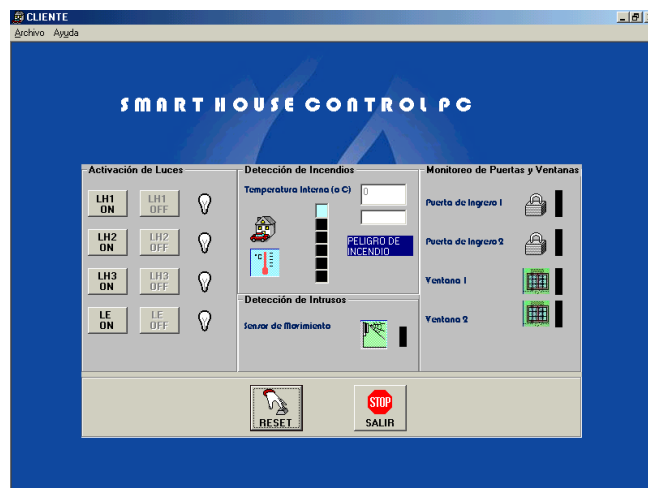 CLIENTE
Archivo Ayuda
SMART HOUSE CONTROL PC
Activación de Luces
LH1 ON
LH1 OFF
LH2 ON
LH2 OFF
LH3 ON
LH3 OFF
LE ON
LE OFF
Detección de Incendios
Temperatura Interna (o C)
0
°C
PELIGRO DE
INCENDIO
Detección de Intrusos
Sensor de Movimiento
Monitoreo de Puertas y Ventanas
Puerta de Ingreso 1
Puerta de Ingreso 2
Ventana 1
Ventana 2
RESET
STOP
SALIR